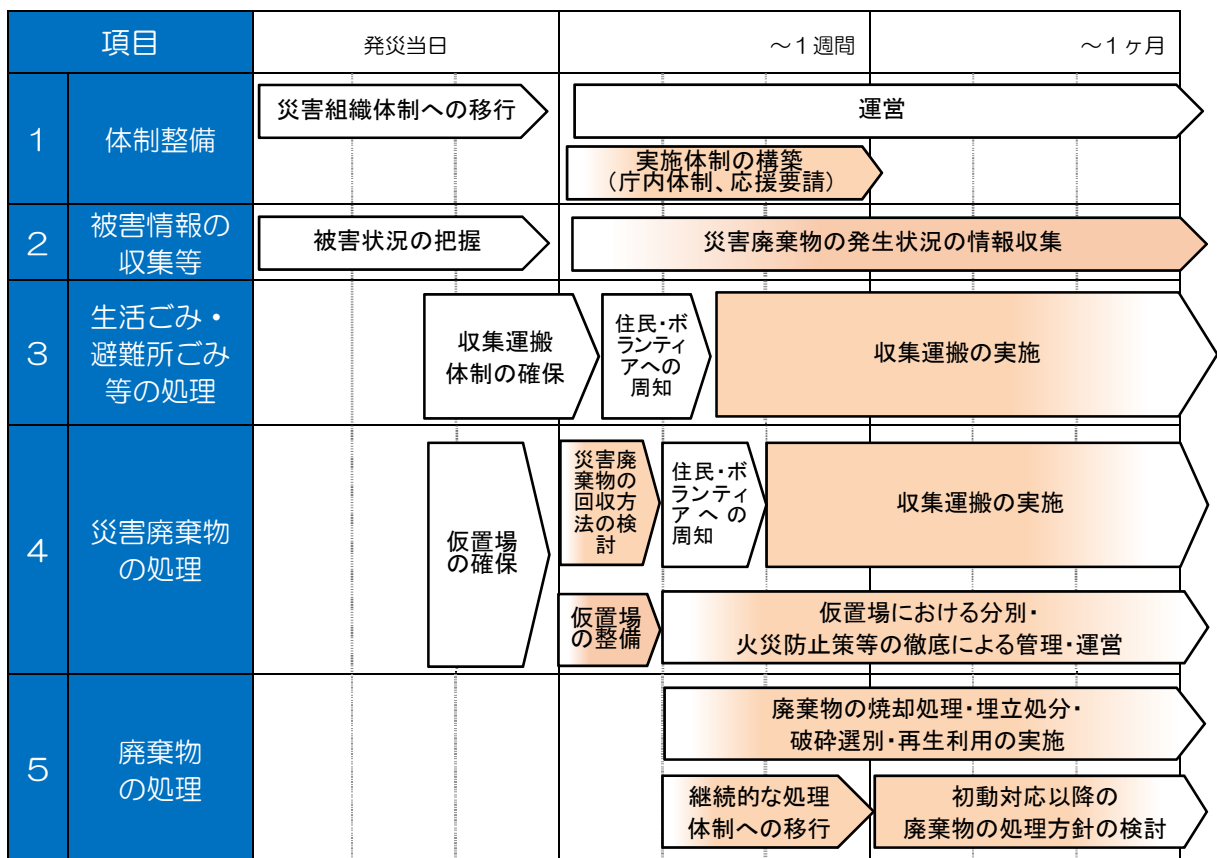 項目
発災当日
～１週間
～１ヶ月
1
体制整備
災害組織体制への移行
運営
実施体制の構築
（庁内体制、応援要請）
2
被害情報の
収集等
被害状況の把握
災害廃棄物の発生状況の情報収集
3
生活ごみ・
避難所ごみ
等の処理
収集運搬
体制の確保
住民・ボ
ランティ
アへの
周知
収集運搬の実施
4
災害廃棄物
の処理
仮置場
の確保
災害廃
棄物の
回収方
法の検
討
住民・ボ
ランティ
アへの
周知
収集運搬の実施
仮置場
の整備
仮置場における分別・
火災防止策等の徹底による管理・運営
5
廃棄物
の処理
廃棄物の焼却処理・埋立処分・
破砕選別・再生利用の実施
継続的な処理
体制への移行
初動対応以降の
廃棄物の処理方針の検討